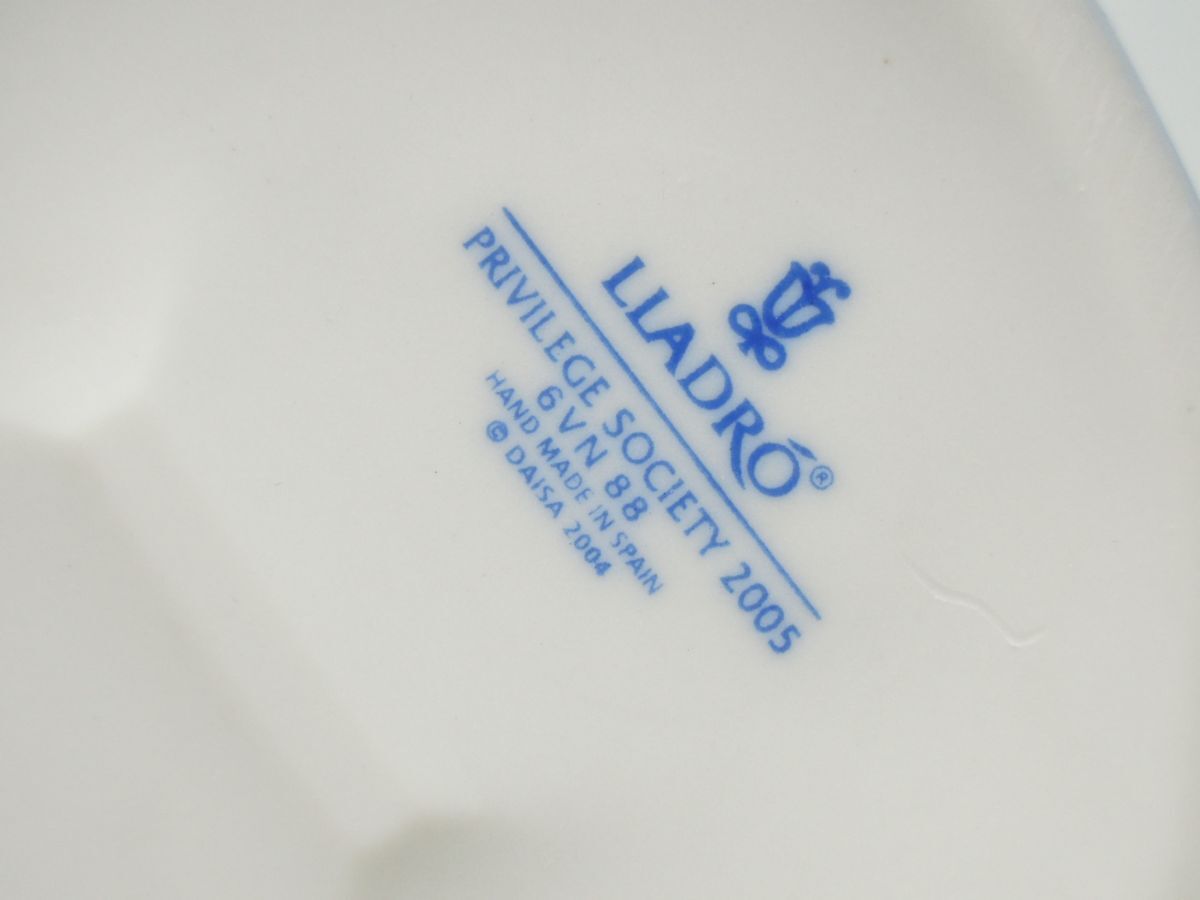 LLADRÓ®
PRIVILEGE SOCIETY 2005
6VN 88
HAND MADE IN SPAIN
© DAISA 2004